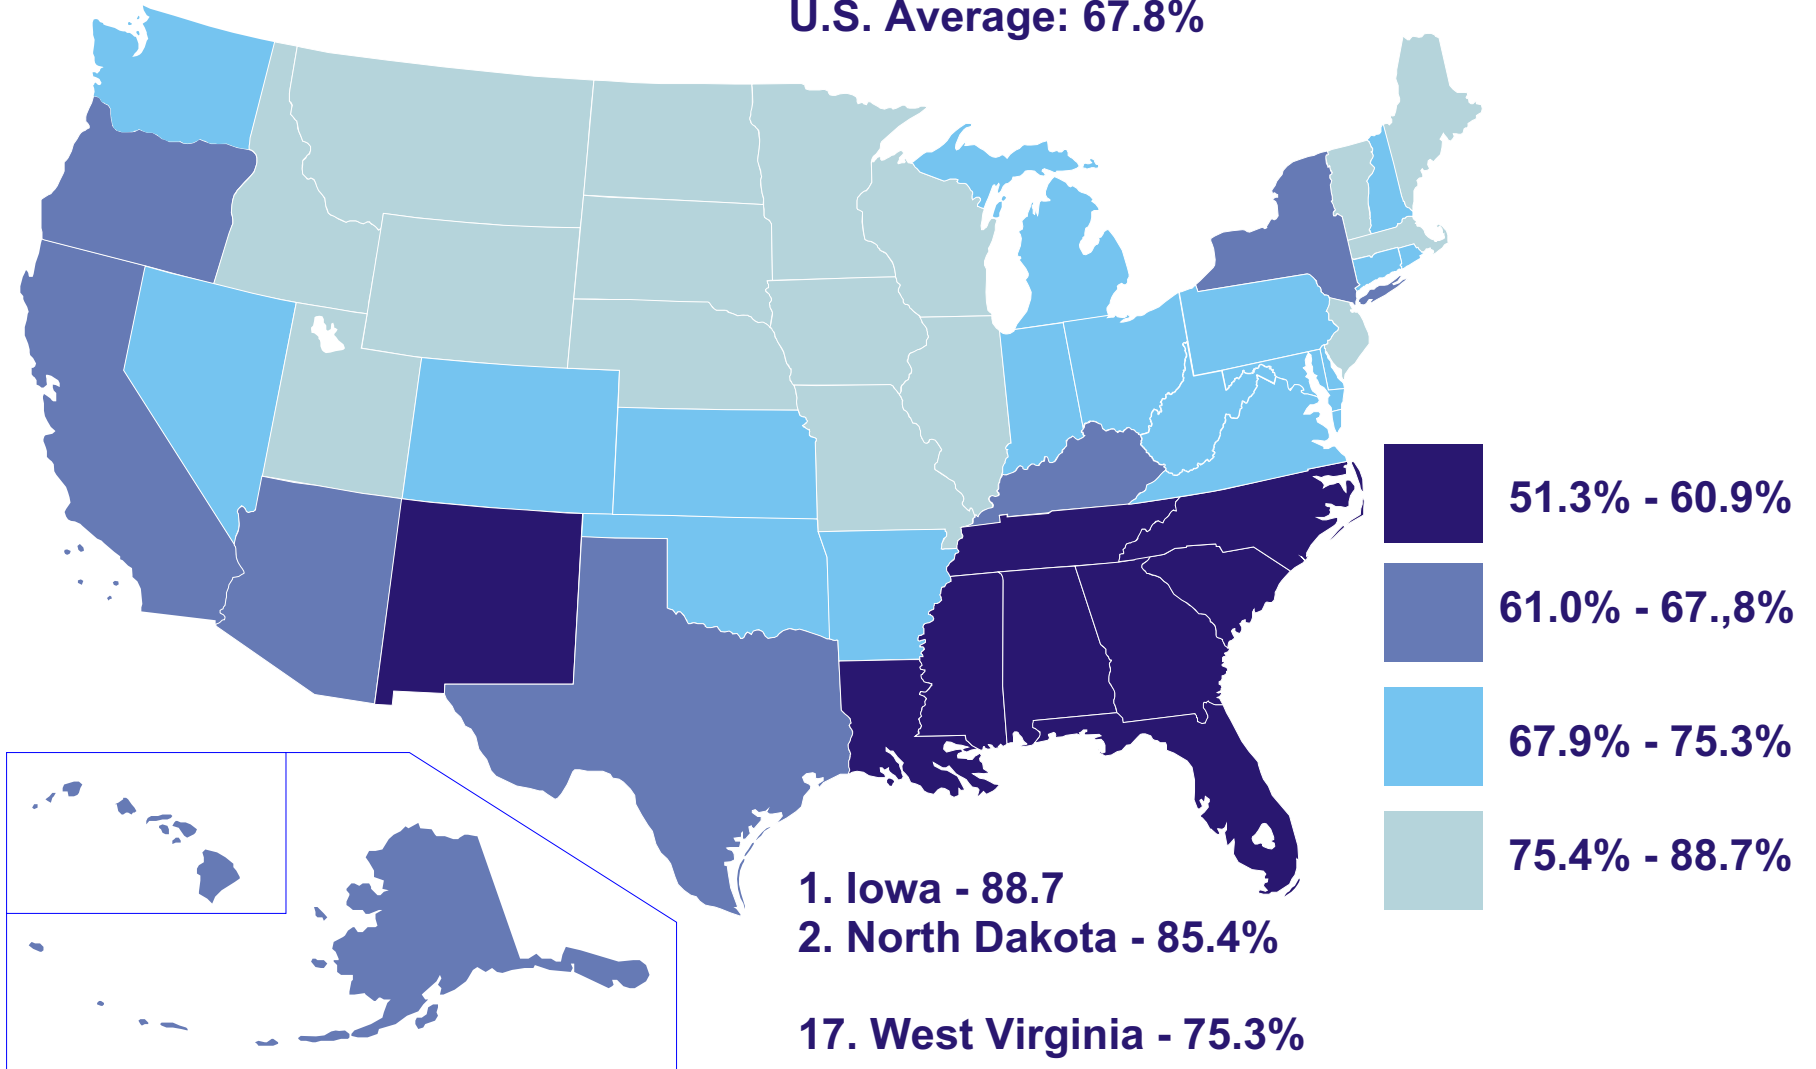 U.S. Average: 67.8%
51.3% - 60.9%
61.0% - 67.,8%
67.9% - 75.3%
75.4% - 88.7%
1. Iowa - 88.7
2. North Dakota - 85.4%
17. West Virginia - 75.3%